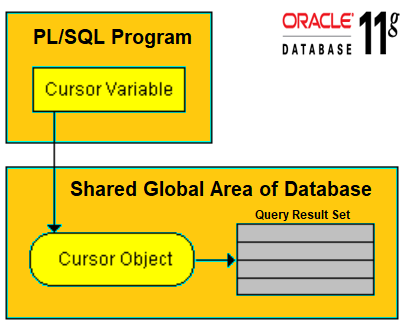 PL/SQL Program
ORACLE®
DATABASE 11g
Cursor Variable
Shared Global Area of Database
Query Result Set
Cursor Object